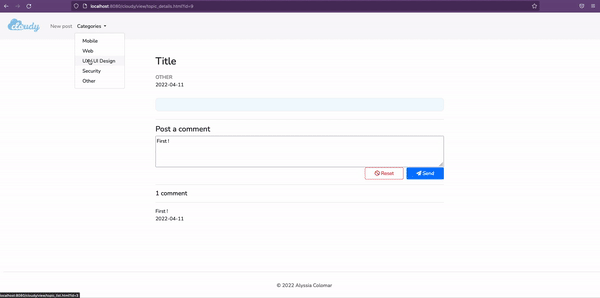 localhost:8080/cloudy/view/topic_details.html?id=9
cloudy
New post
Categories
Mobile
Web
UX/UI Design
Security
Other
Title
OTHER
2022-04-11
Post a comment
First !
Reset
Send
1 comment
First !
2022-04-11
© 2022 Alyssia Colomar
localhost:8080/cloudy/view/topic_list.html?id=3